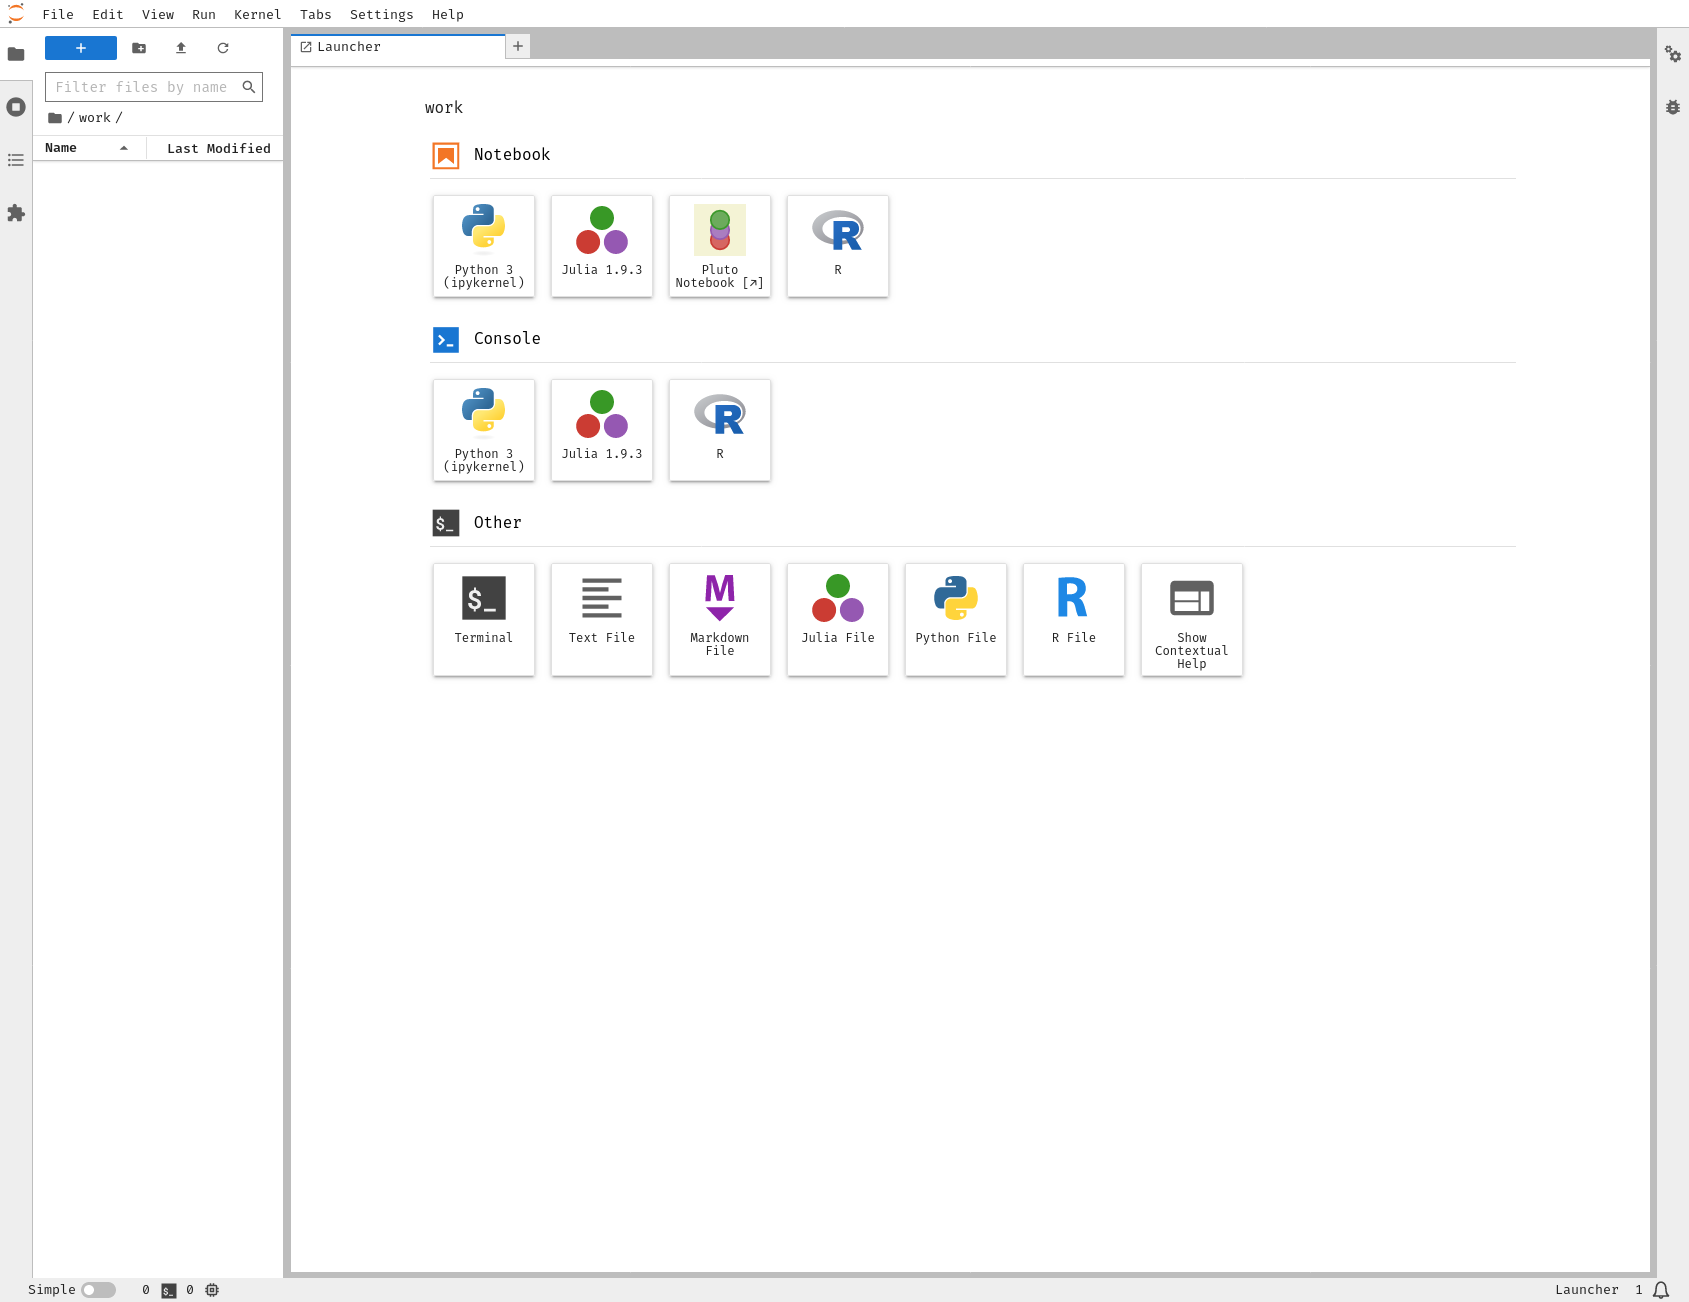 File Edit View Run Kernel Tabs Settings Help
Filter files by name
/ work /
Name Last Modified
Launcher
work
Notebook
Python 3
(ipykernel)
Julia 1.9.3
Pluto
Notebook [↗]
R
Console
Python 3
(ipykernel)
Julia 1.9.3
R
$_ Other
$_
Terminal
Text File
M
Markdown
File
Julia File
Python File
R
R File
Show
Contextual
Help
Simple 0 $_ 0 Launcher 1